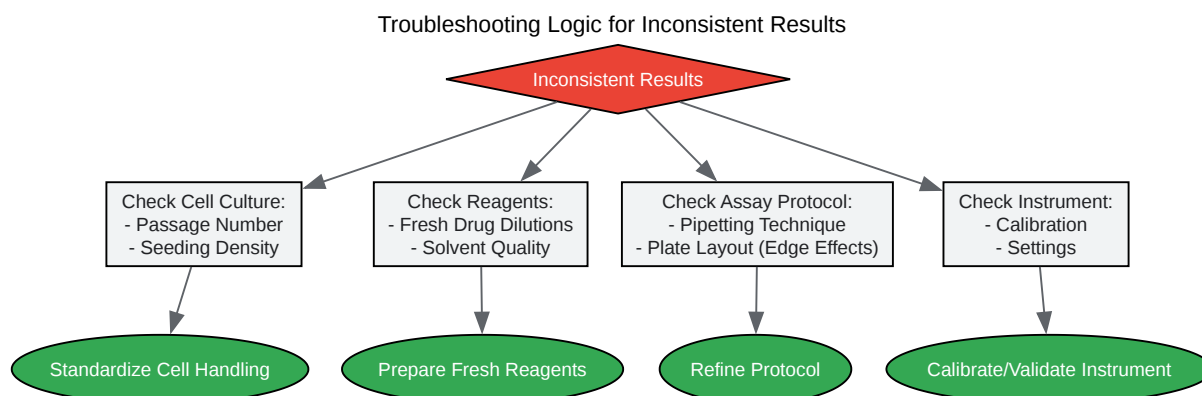 Troubleshooting Logic for Inconsistent Results
Inconsistent Results
Check Cell Culture:
- Passage Number
- Seeding Density
Check Reagents:
- Fresh Drug Dilutions
- Solvent Quality
Check Assay Protocol:
- Pipetting Technique
- Plate Layout (Edge Effects)
Check Instrument:
- Calibration
- Settings
Standardize Cell Handling
Prepare Fresh Reagents
Refine Protocol
Calibrate/Validate Instrument